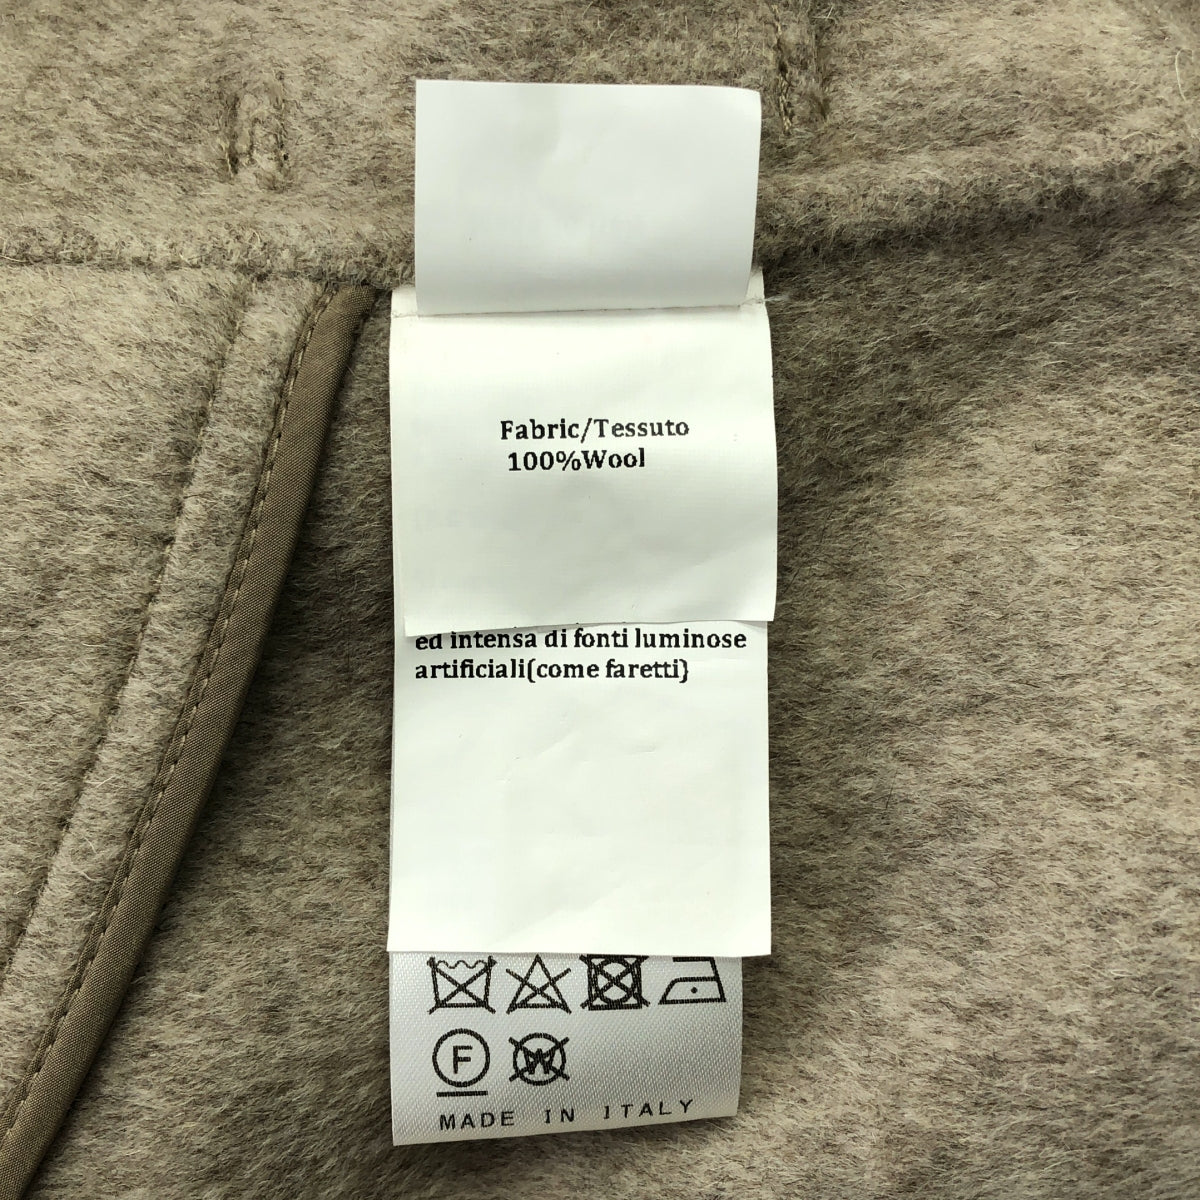 Fabric/Tessuto
100%Wool
ed intensa di fonti luminose
artificiali(come faretti}
F W
MADE IN ITALY